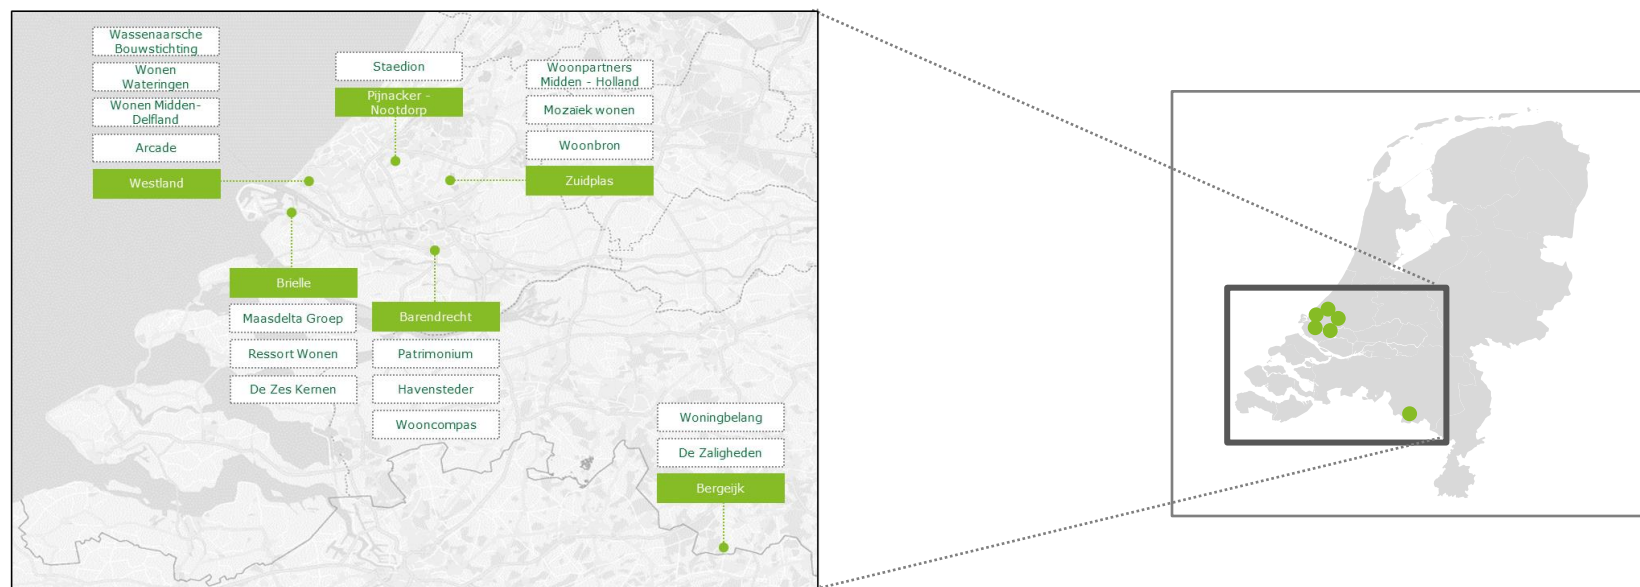 Wassenaarsche
Bouwstichting
Wonen
Wateringen
Wonen Midden-
Delfland
Arcade
Westland
Staedion
Pijnacker -
Nootdorp
Woonpartners
Midden - Holland
Mozaïek wonen
Woonbron
Zuidplas
Brielle
Maasdelta Groep
Ressort Wonen
De Zes Kernen
Barendrecht
Patrimonium
Havensteder
Wooncompas
Woningbelang
De Zaligheden
Bergeijk